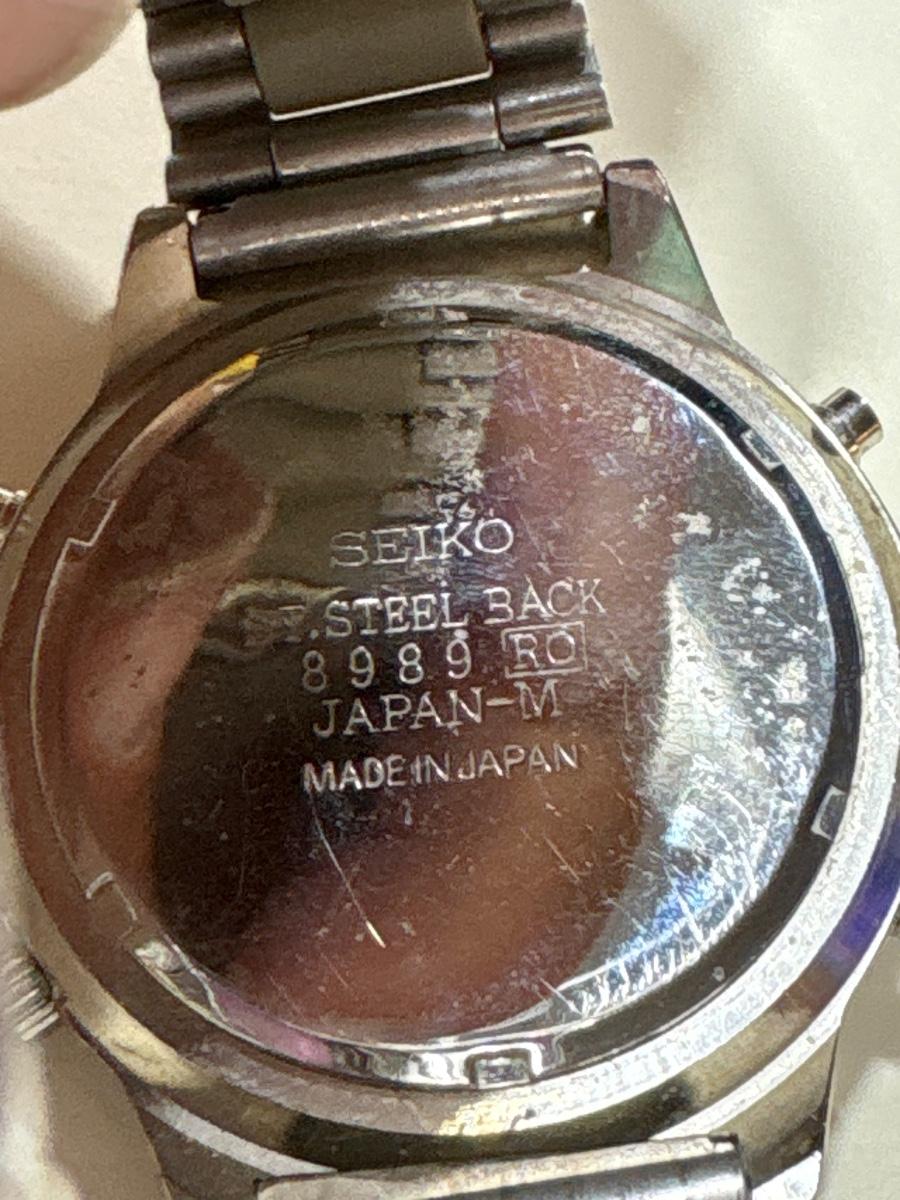 SEIKO
ST.STEEL BACK
8989 RO
JAPAN-M
MADE IN JAPAN